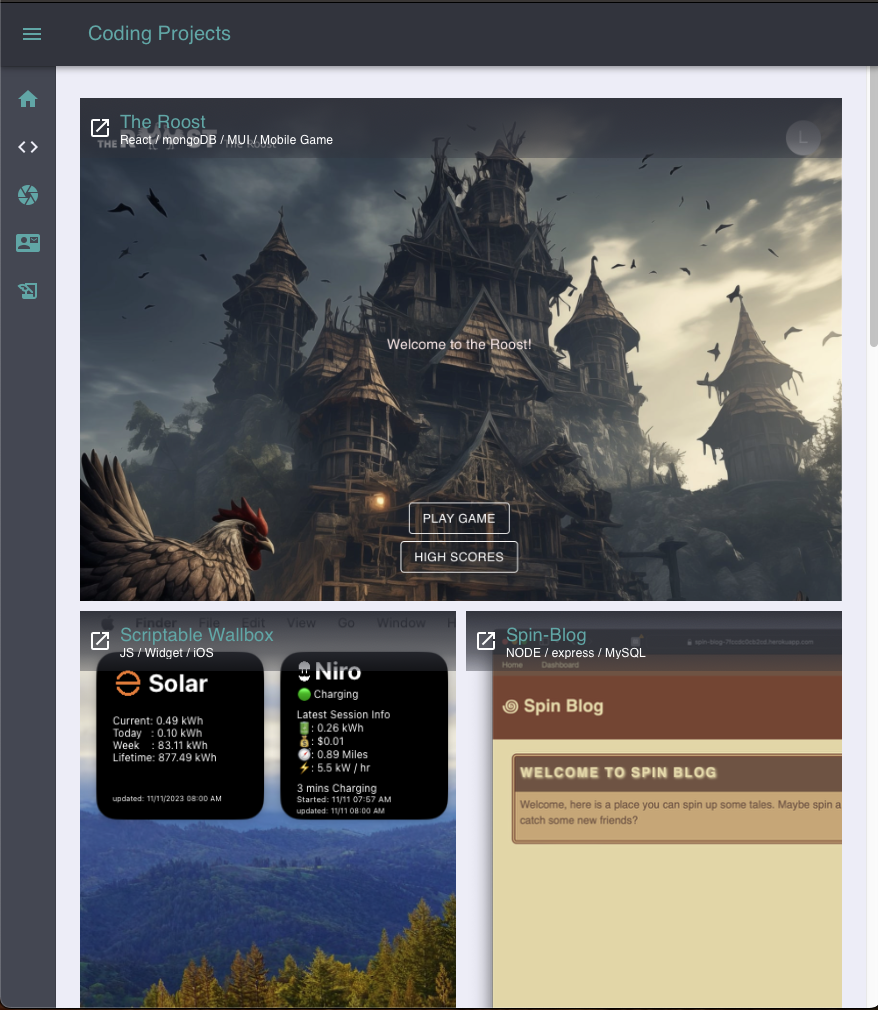 Coding Projects
The Roost
React / mongoDB / MUI / Mobile Game
THE ROOST The Roost
L
Welcome to the Roost!
PLAY GAME
HIGH SCORES
Finder File Edit View Go Window H
Scriptable Wallbox
JS / Widget / iOS
Solar
Current: 0.49 kWh
Today : 0.10 kWh
Week : 83.11 kWh
Lifetime: 877.49 kWh
updated: 11/11/2023 08:00 AM
Niro
Charging
Latest Session Info
: 0.26 kWh
: $0.01
: 0.89 Miles
: 5.5 kW / hr
3 mins Charging
Started: 11/11 07:57 AM
updated: 11/11 08:00 AM
Spin-Blog
NODE / express / MySQL
Home Dashboard
Spin Blog
WELCOME TO SPIN BLOG
Welcome, here is a place you can spin up some tales. Maybe spin a
catch some new friends?